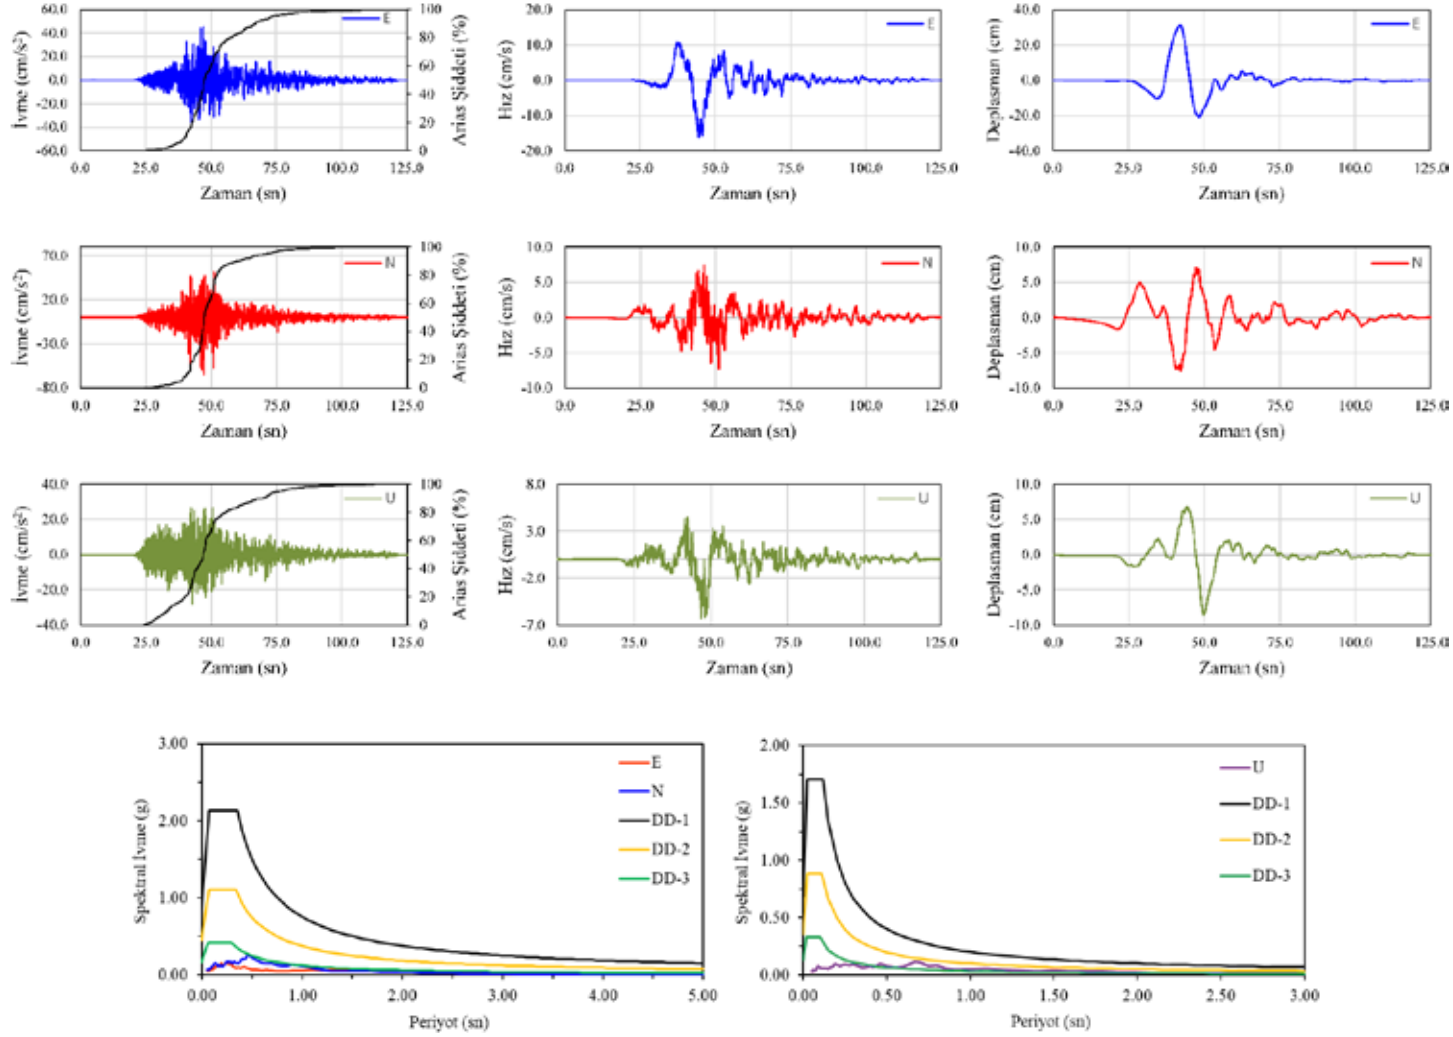 60.0 40.0 20.0 0.0 -20.0 -40.0 -60.0
İvme (cm/s²)
100 80 60 40 20 0
Arias Şiddeti (%)
E
0.0 25.0 50.0 75.0 100.0 125.0
Zaman (sn)
20.0 10.0 0.0 -10.0 -20.0
Hız (cm/s)
E
0.0 25.0 50.0 75.0 100.0 125.0
Zaman (sn)
40.0 20.0 0.0 -20.0 -40.0
Deplasman (cm)
E
0.0 25.0 50.0 75.0 100.0 125.0
Zaman (sn)
70.0 20.0 -30.0 -80.0
İvme (cm/s²)
100 80 60 40 20 0
Arias Şiddeti (%)
N
0.0 25.0 50.0 75.0 100.0 125.0
Zaman (sn)
10.0 5.0 0.0 -5.0 -10.0
Hız (cm/s)
N
0.0 25.0 50.0 75.0 100.0 125.0
Zaman (sn)
10.0 5.0 0.0 -5.0 -10.0
Deplasman (cm)
N
0.0 25.0 50.0 75.0 100.0 125.0
Zaman (sn)
40.0 20.0 0.0 -20.0 -40.0
İvme (cm/s²)
100 80 60 40 20 0
Arias Şiddeti (%)
U
0.0 25.0 50.0 75.0 100.0 125.0
Zaman (sn)
8.0 3.0 -2.0 -7.0
Hız (cm/s)
U
0.0 25.0 50.0 75.0 100.0 125.0
Zaman (sn)
10.0 5.0 0.0 -5.0 -10.0
Deplasman (cm)
U
0.0 25.0 50.0 75.0 100.0 125.0
Zaman (sn)
3.00 2.00 1.00 0.00
Spektral İvme (g)
E
N
DD-1
DD-2
DD-3
0.00 1.00 2.00 3.00 4.00 5.00
Periyot (sn)
2.00 1.50 1.00 0.50 0.00
Spektral İvme (g)
U
DD-1
DD-2
DD-3
0.00 0.50 1.00 1.50 2.00 2.50 3.00
Periyot (sn)